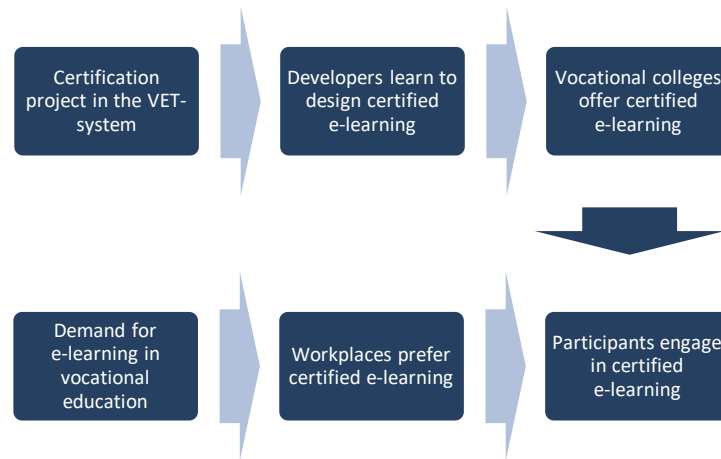 Certification
project in the VET-
system
Developers learn to
design certified
e-learning
Vocational colleges
offer certified
e-learning
Demand for
e-learning in
vocational
education
Workplaces prefer
certified e-learning
Participants engage
in certified
e-learning